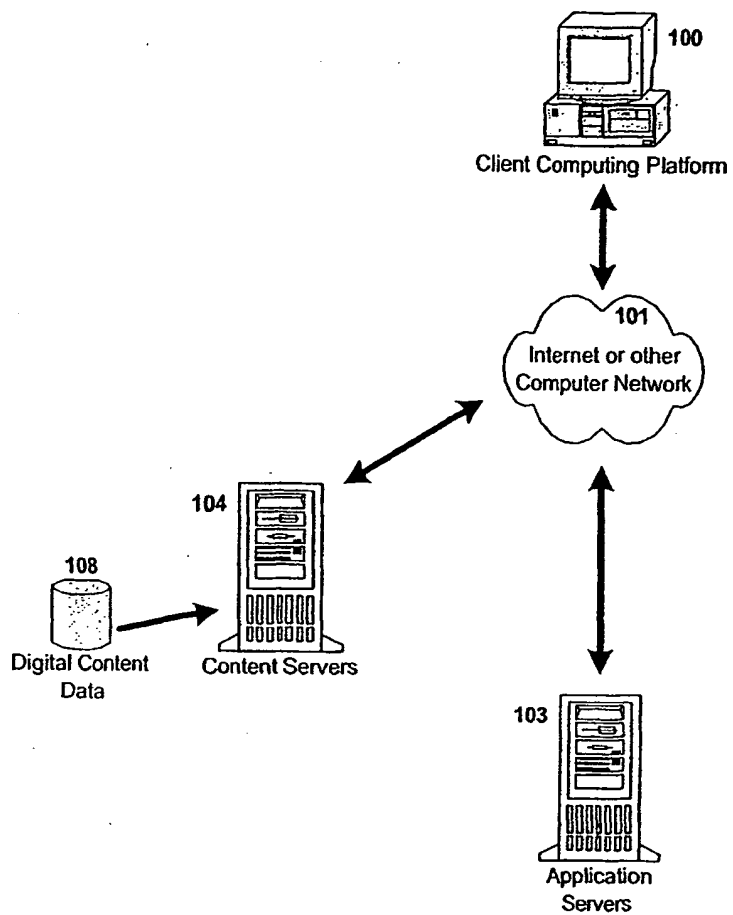 100
Client Computing Platform
101
Internet or other
Computer Network
104
108
Content Servers
Digital Content
Data
103
Application
Servers